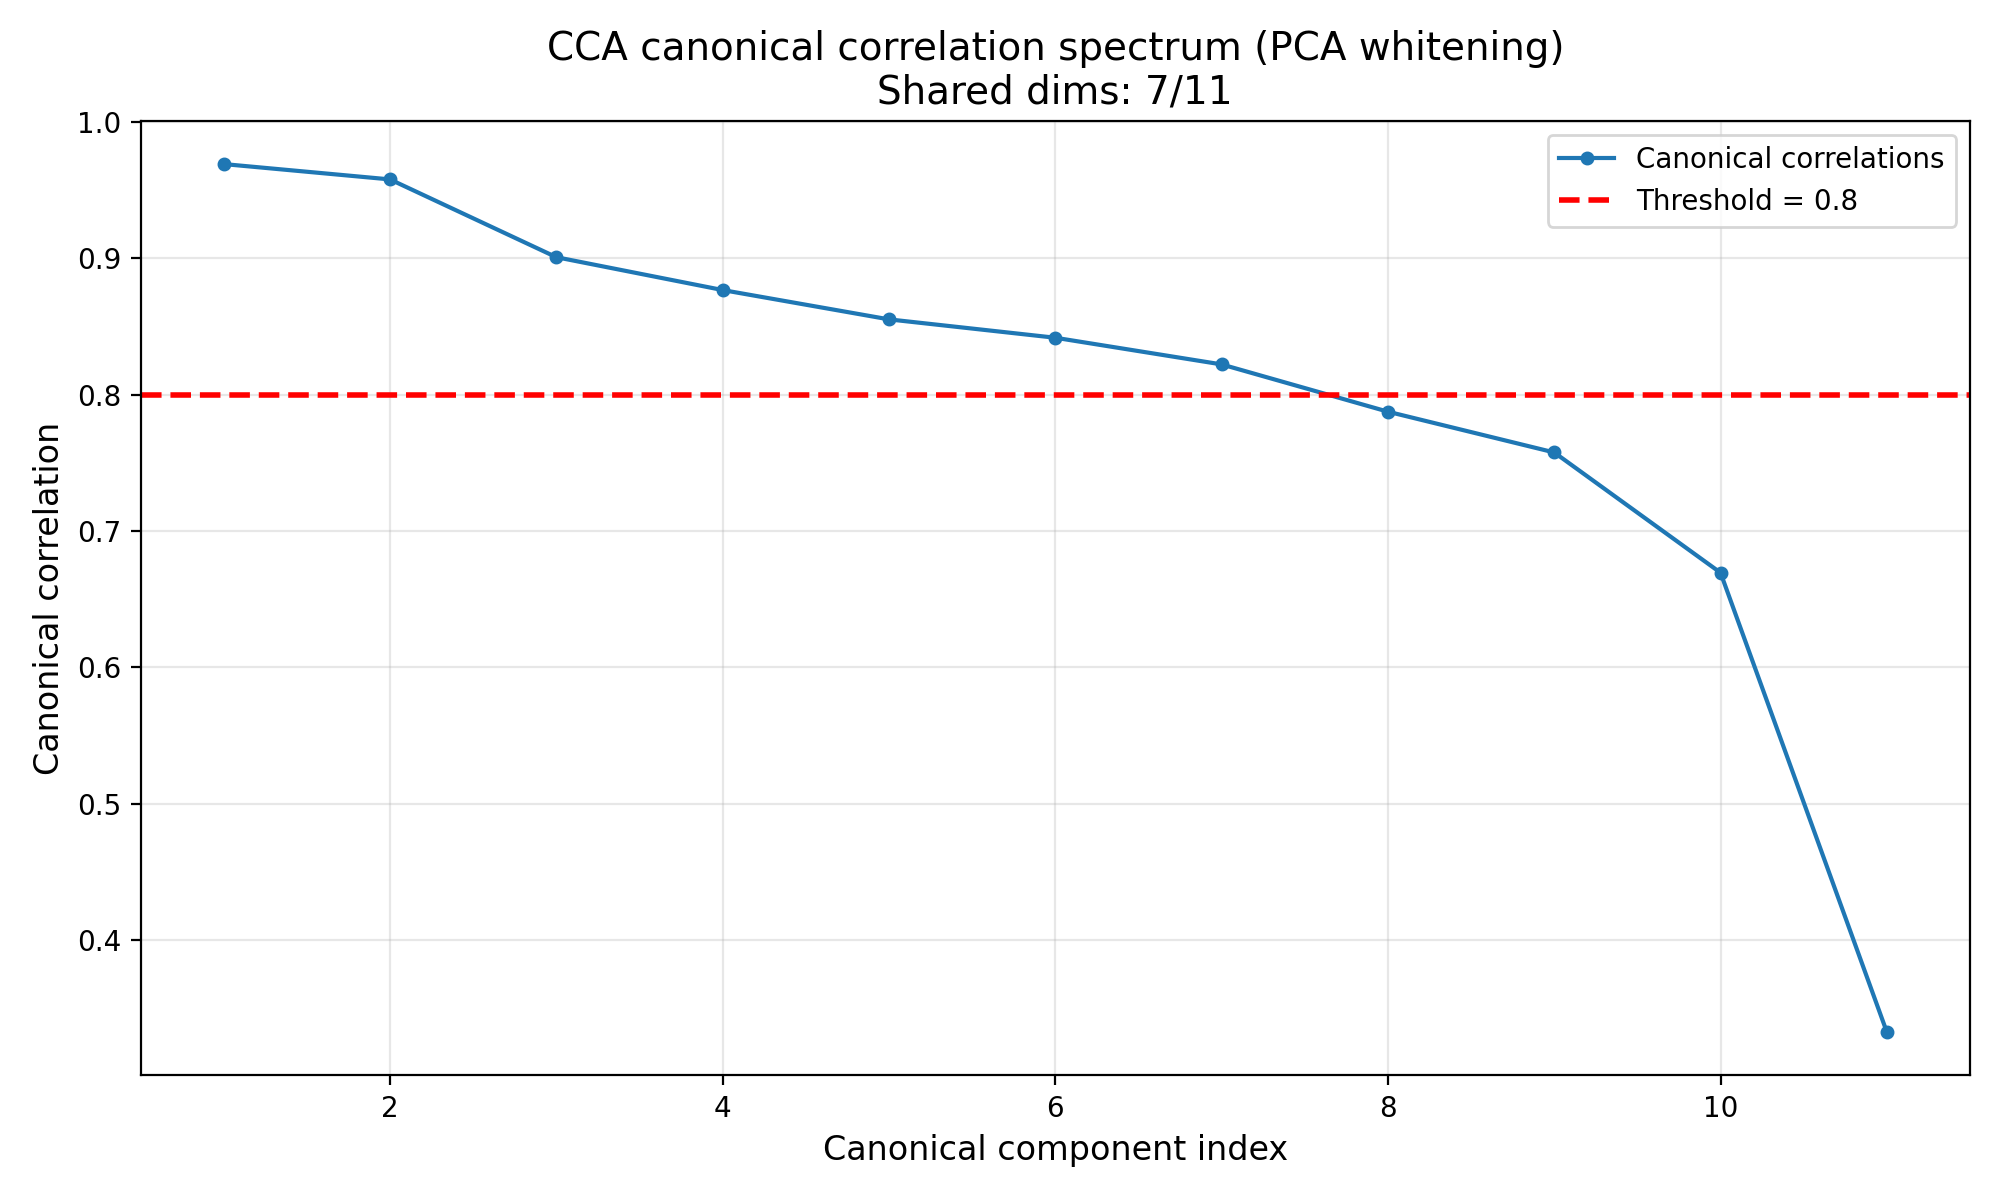 CCA canonical correlation spectrum (PCA whitening)
Shared dims: 7/11
Canonical correlations
Threshold = 0.8
Canonical correlation
1.0
0.9
0.8
0.7
0.6
0.5
0.4
2 4 6 8 10
Canonical component index